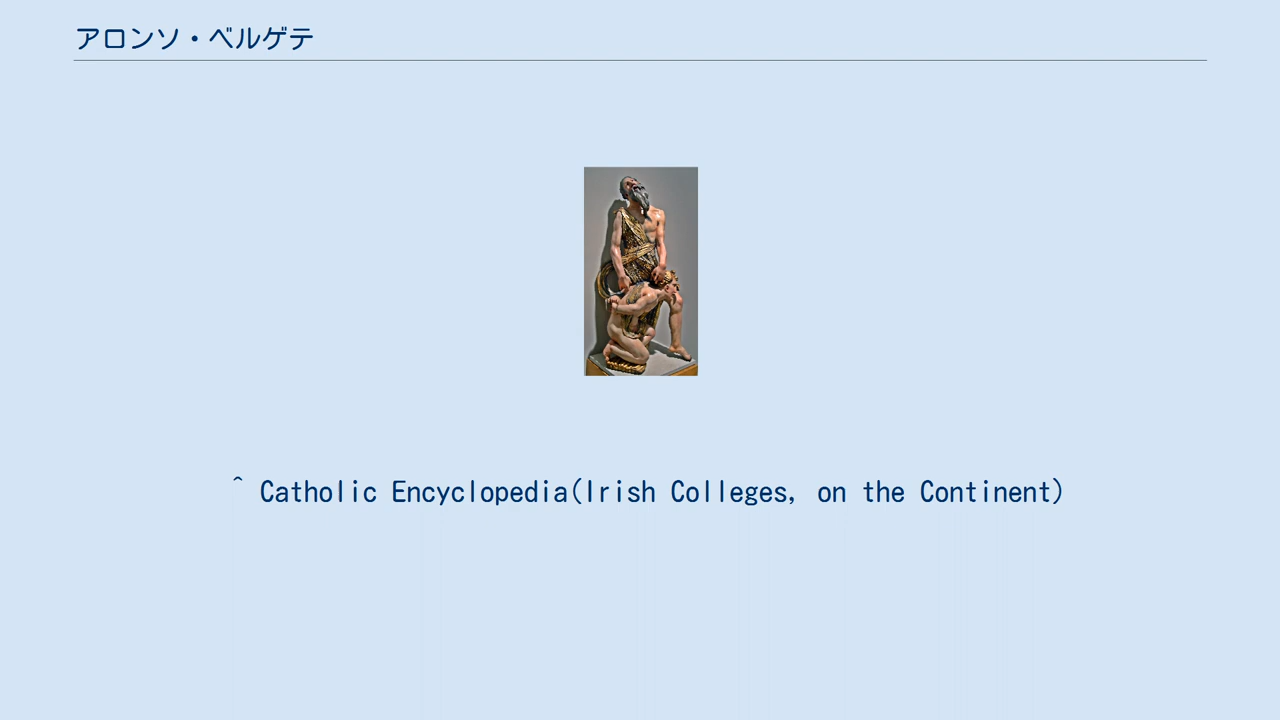 アロンソ・ベルゲテ
^ Catholic Encyclopedia(Irish Colleges, on the Continent)